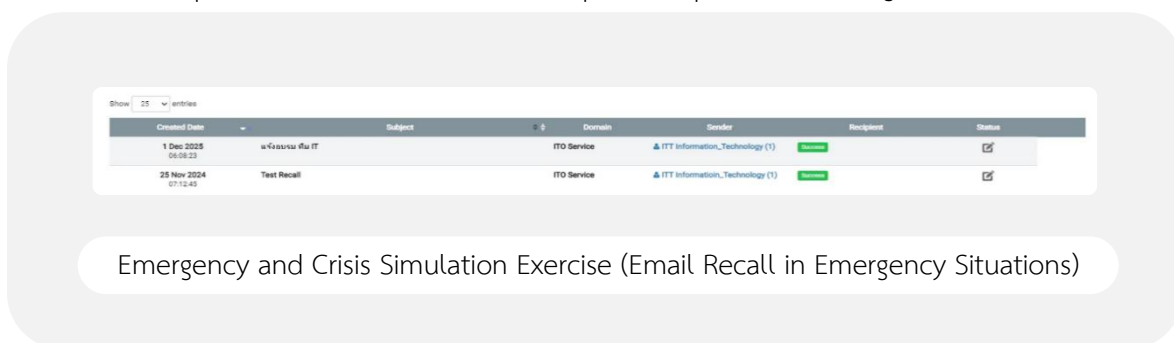 Show 25 entries
Created Date Subject Domain Sender Recipient Status
1 Dec 2025 แจ้งอบรม ทีม IT ITO Service ITT Information_Technology (1) Success
06:08:23
25 Nov 2024 Test Recall ITO Service ITT Informatioin_Technology (1) Success
07:12:45
Emergency and Crisis Simulation Exercise (Email Recall in Emergency Situations)